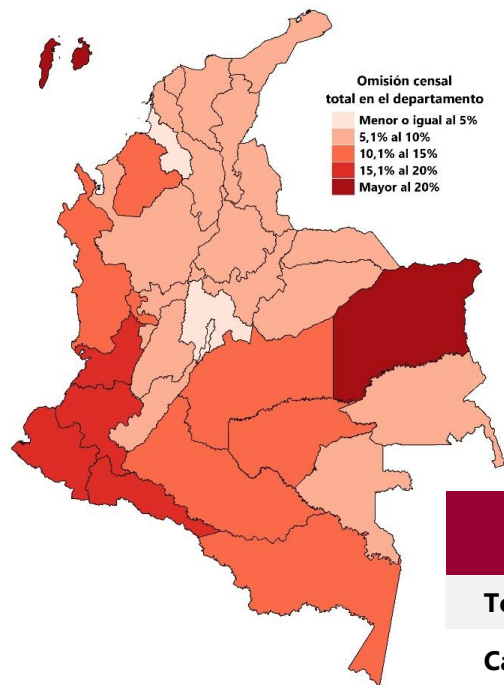 Omisión censal
total en el departamento
Menor o igual al 5%
5,1% al 10%
10,1% al 15%
15,1% al 20%
Mayor al 20%